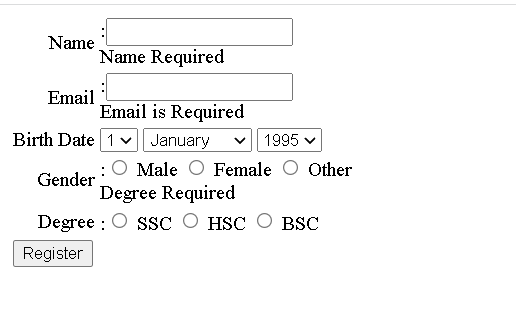 Name :
Name Required
Email :
Email is Required
Birth Date 1 January 1995
Gender : Male Female Other
Degree Required
Degree : SSC HSC BSC
Register